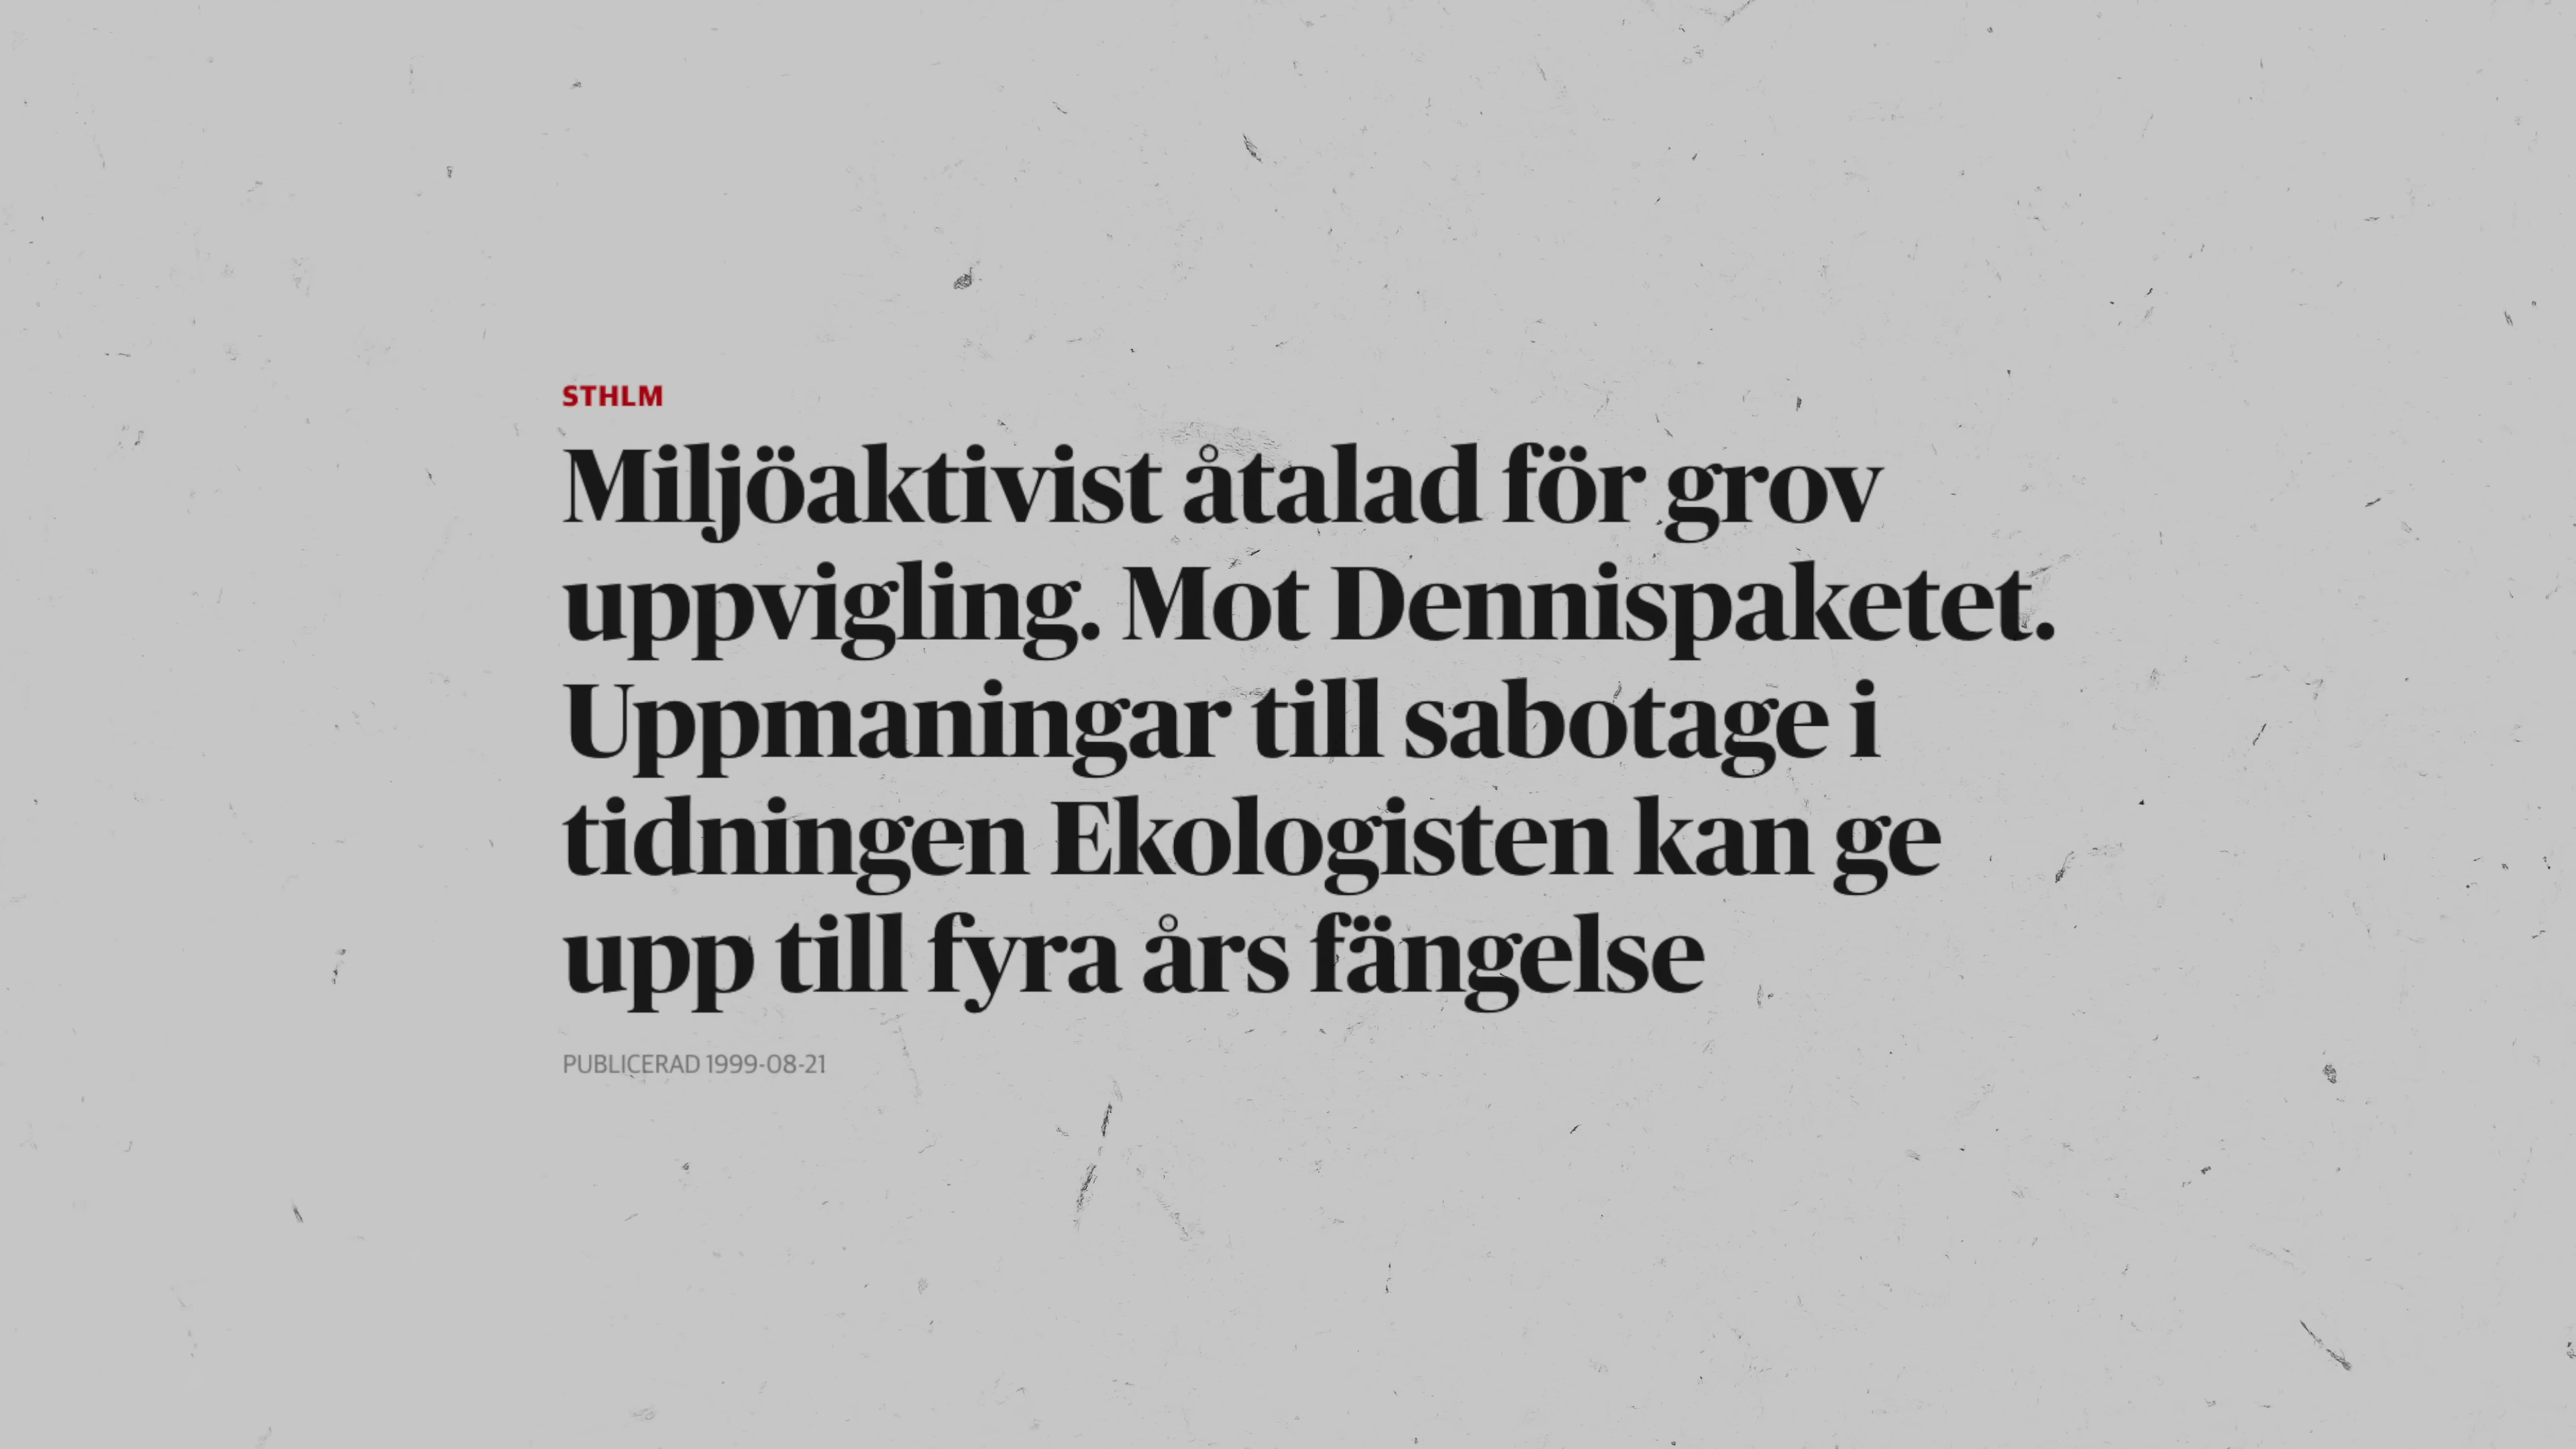 STHLM
Miljöaktivist åtalad för grov
uppvigling. Mot Dennispaketet.
Uppmaningar till sabotage i
tidningen Ekologisten kan ge
upp till fyra års fängelse
PUBLICERAD 1999-08-21